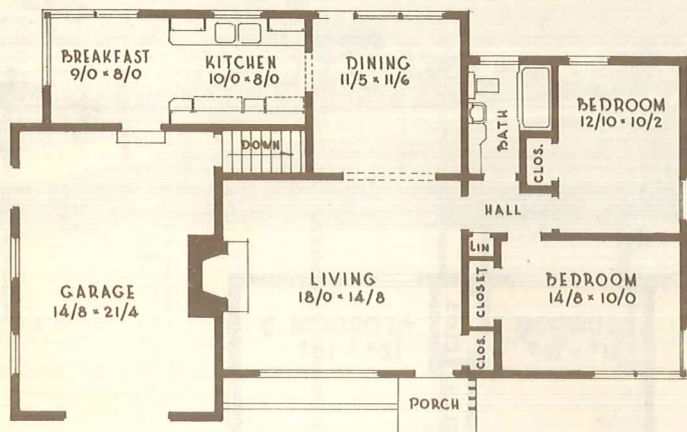 BREAKFAST
9/0 × 8/0
KITCHEN
10/0 × 8/0
DINING
11/5 × 11/6
BATH
BEDROOM
12/10 × 10/2
CLOS.
DOWN
HALL
LIN
GARAGE
14/8 × 21/4
LIVING
18/0 × 14/8
CLOSET
BEDROOM
14/8 × 10/0
CLOS.
PORCH